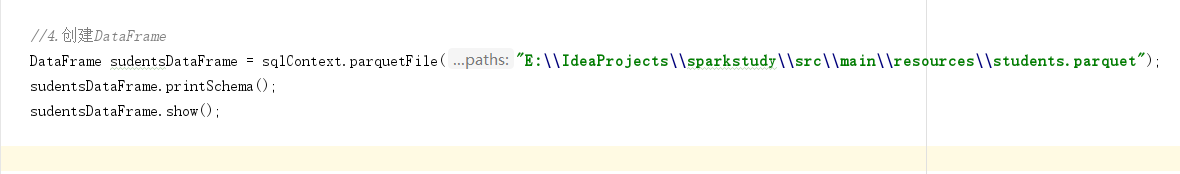 //4.创建DataFrame
DataFrame sudentsDataFrame = sqlContext.parquetFile( ...paths: "E:\\IdeaProjects\\sparkstudy\\src\\main\\resources\\students.parquet");
sudentsDataFrame.printSchema();
sudentsDataFrame.show();